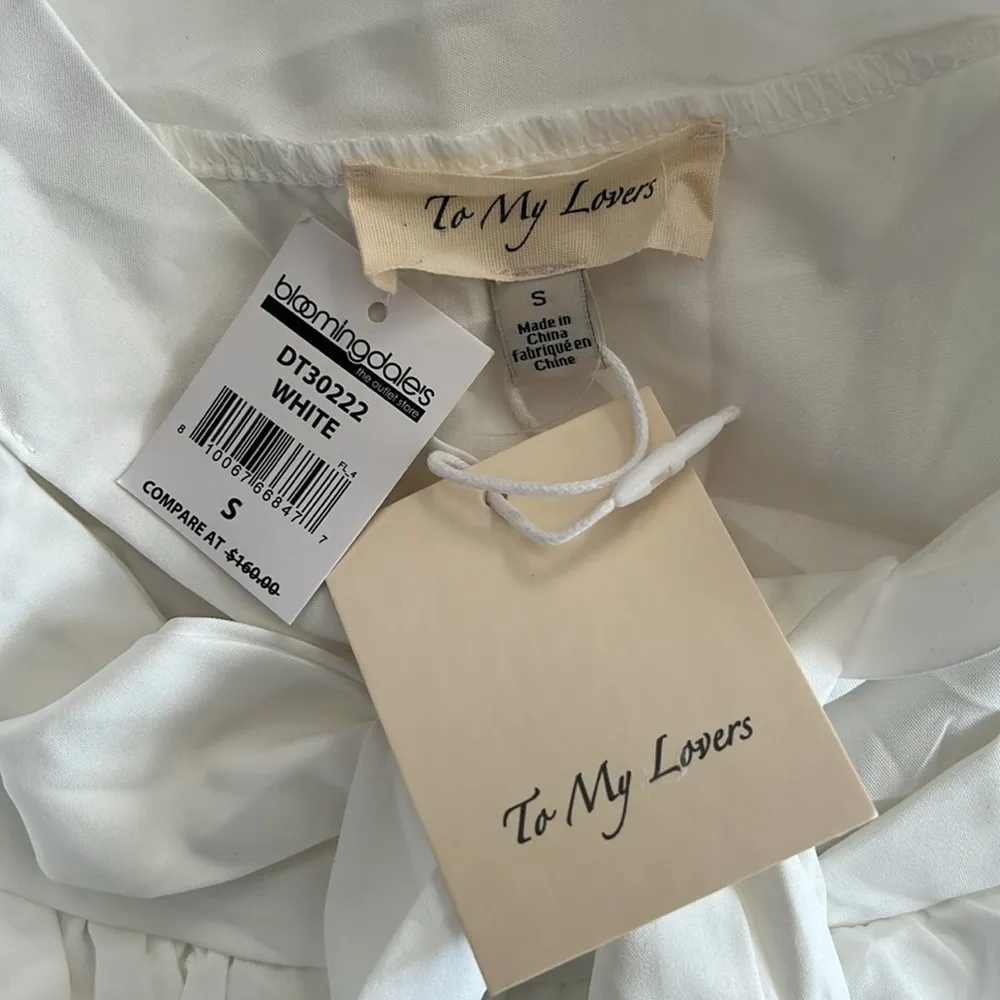 To My Lovers
S
Made in
China
fabriqué en
Chine
bloomingdale's
the outlet store
DT30222
WHITE
FL_4
8 10067 66847 7
S
COMPARE AT $160.00
To My Lovers